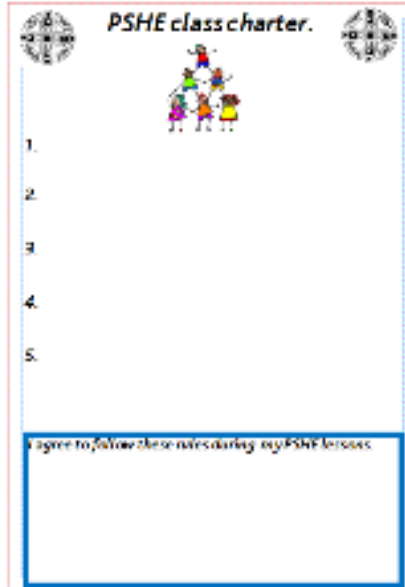 PSHE class charter.
1.
2.
3.
4.
5.
I agree to follow these rules during my PSHE lessons.